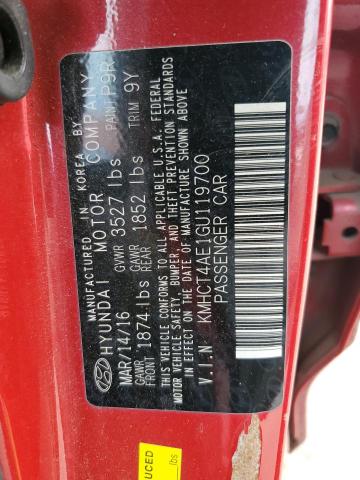 MANUFACTURED IN KOREA BY
HYUNDAI MOTOR COMPANY
MAR/14/16 GVWR 3527 lbs PAINT P9R
GAWR FRONT 1874 lbs GAWR REAR 1852 lbs TRIM 9Y
THIS VEHICLE CONFORMS TO ALL APPLICABLE U.S.A. FEDERAL
MOTOR VEHICLE SAFETY, BUMPER, AND THEFT PREVENTION STANDARDS
IN EFFECT ON THE DATE OF MANUFACTURE SHOWN ABOVE.
V.I.N KMHCT4AE1GU119700
PASSENGER CAR
UCED
lbs